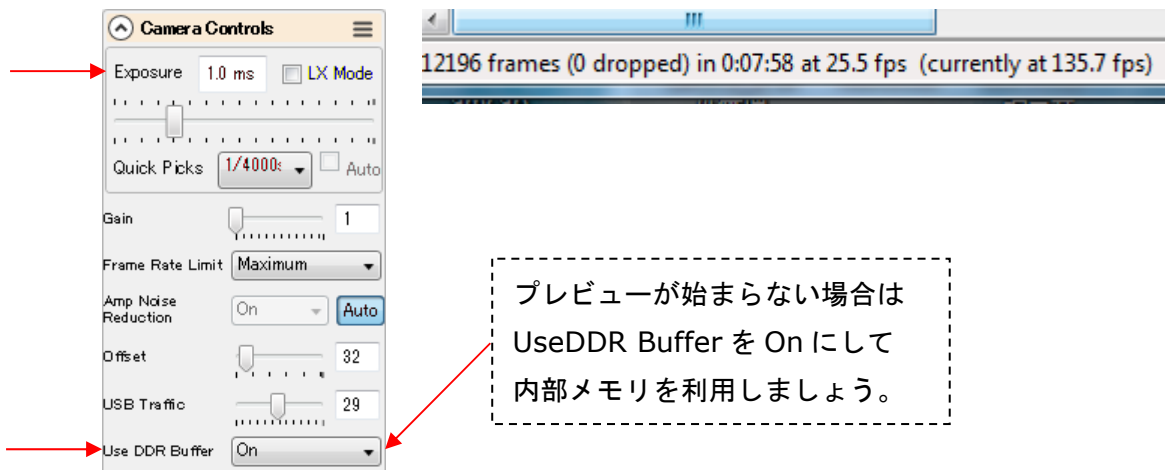 Camera Controls
Exposure 1.0 ms LX Mode
Quick Picks 1/4000s Auto
Gain 1
Frame Rate Limit Maximum
Amp Noise
Reduction On Auto
Offset 32
USB Traffic 29
Use DDR Buffer On
12196 frames (0 dropped) in 0:07:58 at 25.5 fps (currently at 135.7 fps)
プレビューが始まらない場合は
UseDDR Buffer を On にして
内部メモリを利用しましょう。